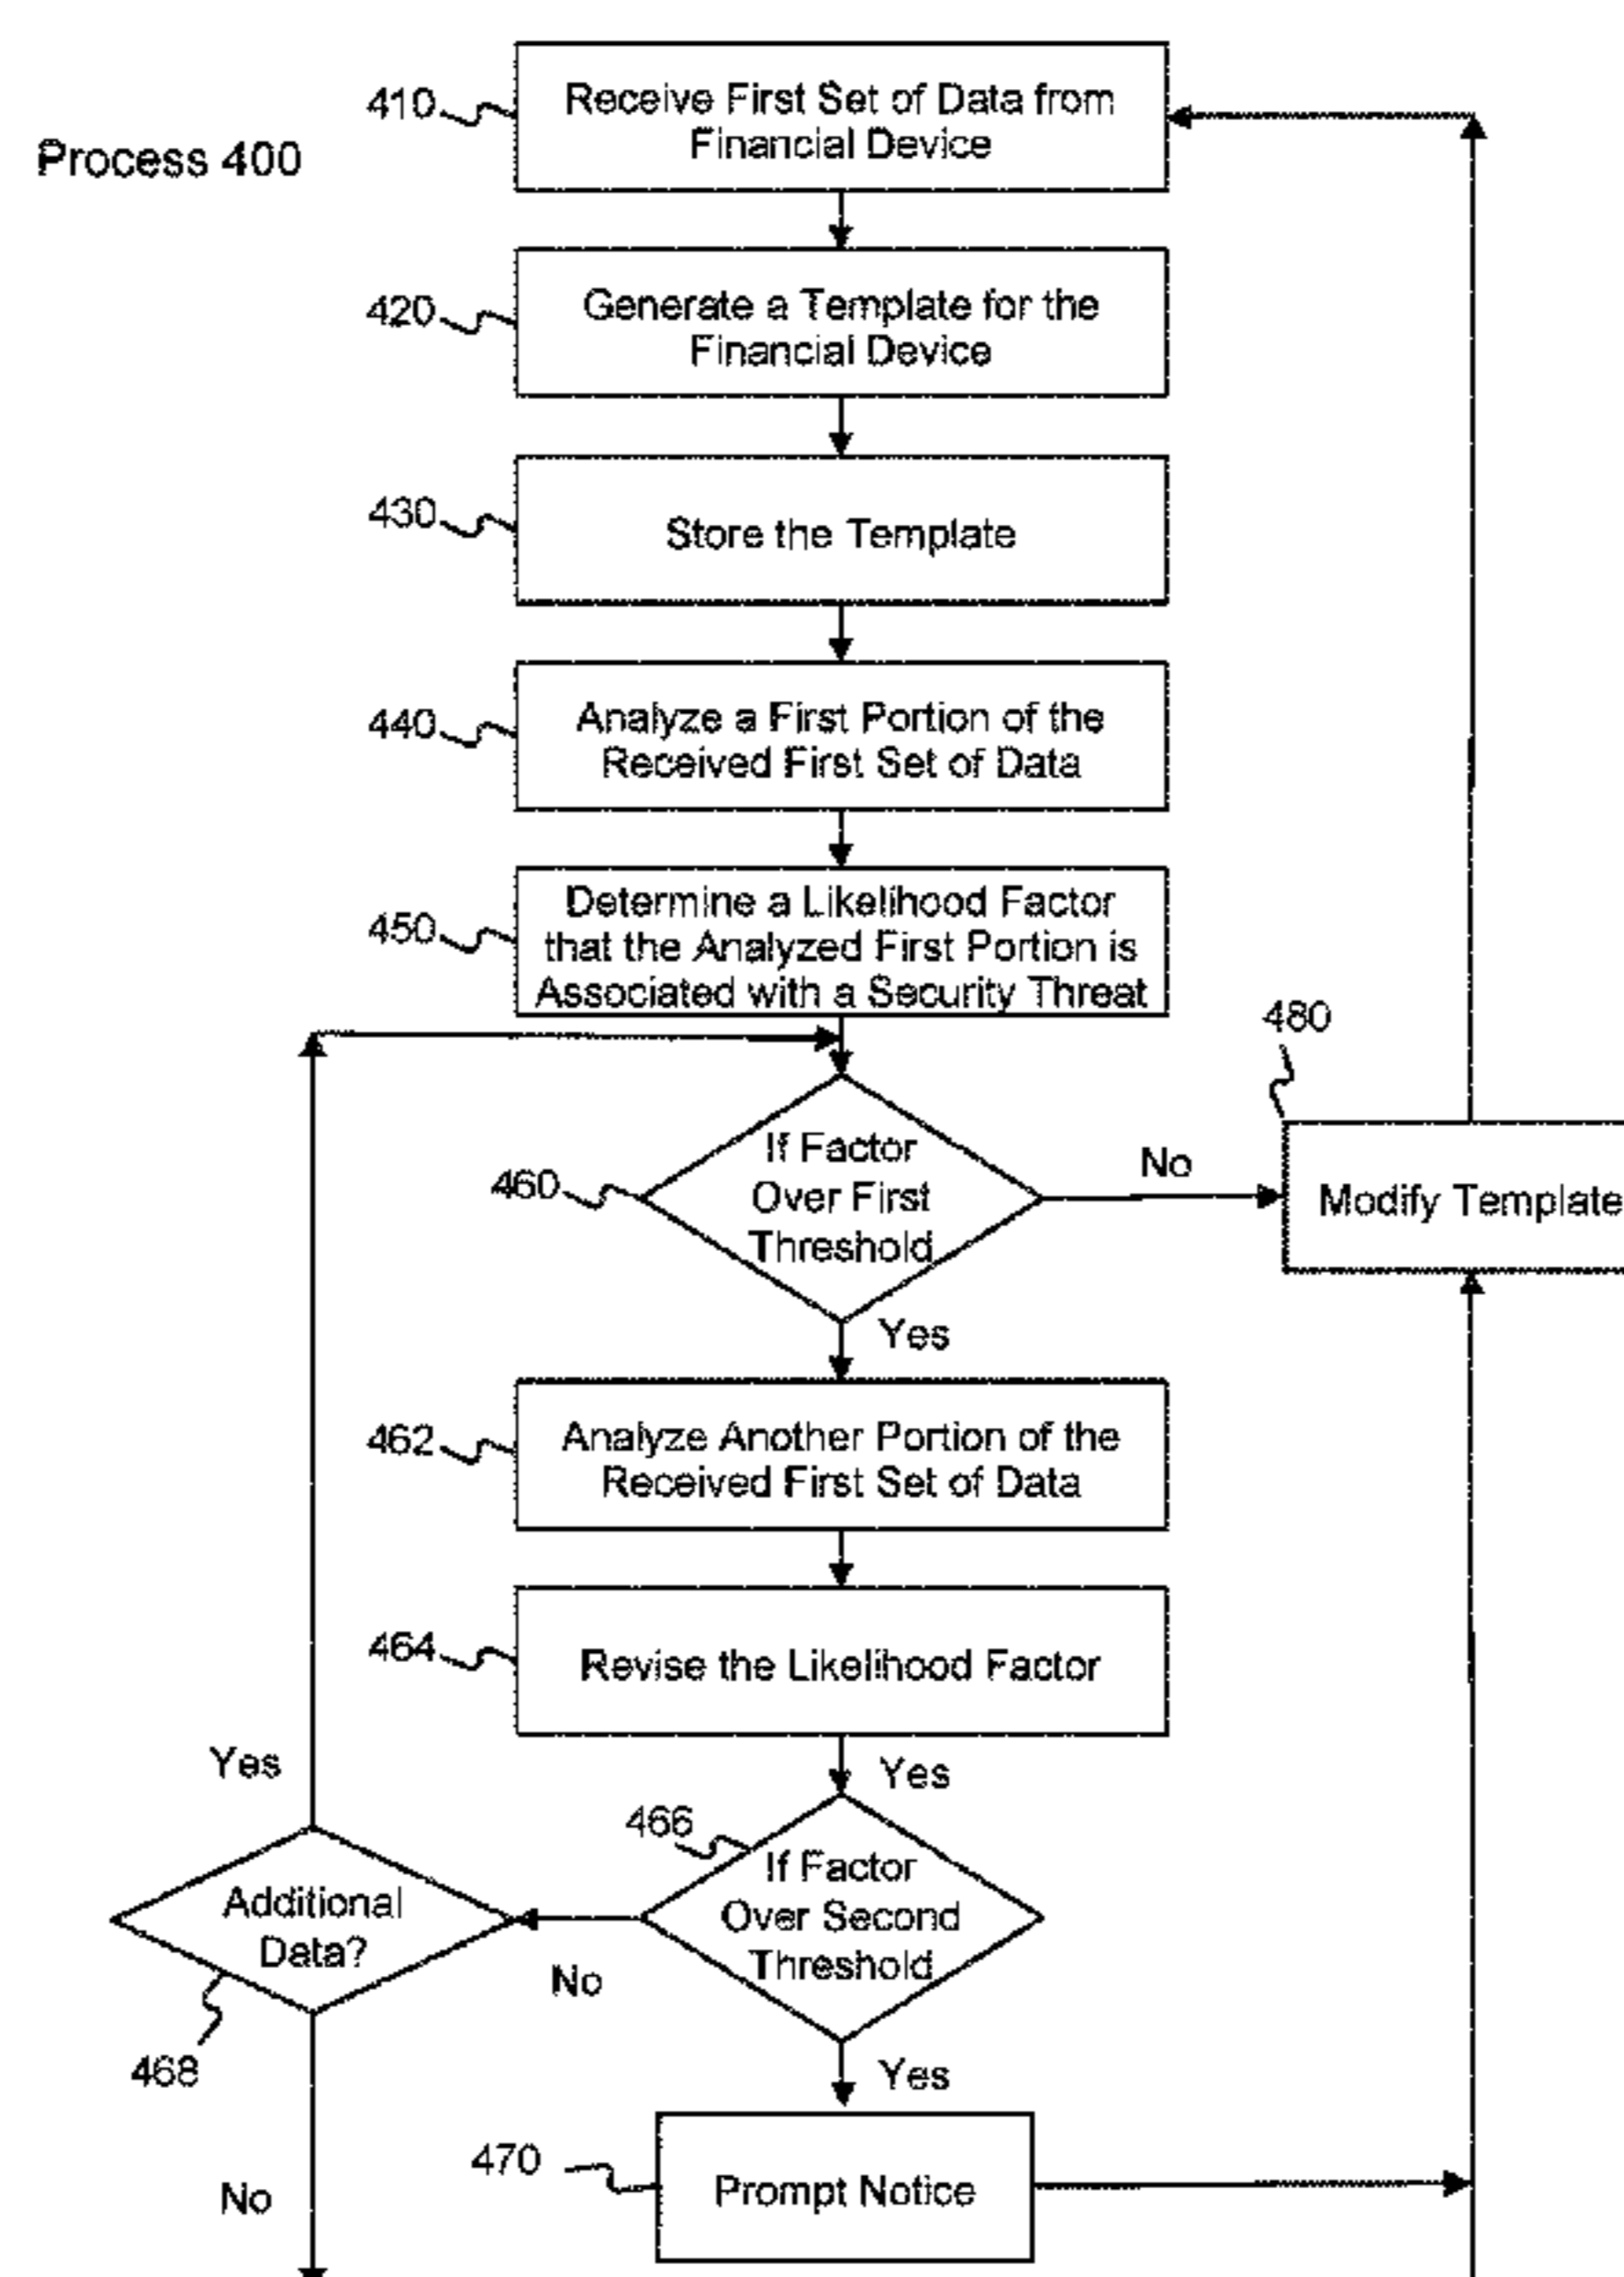 Process 400
410
Receive First Set of Data from
Financial Device
420
Generate a Template for the
Financial Device
430
Store the Template
440
Analyze a First Portion of the
Received First Set of Data
450
Determine a Likelihood Factor
that the Analyzed First Portion is
Associated with a Security Threat
480
460
If Factor
Over First
Threshold
No
Modify Template
Yes
462
Analyze Another Portion of the
Received First Set of Data
464
Revise the Likelihood Factor
Yes
Yes
466
If Factor
Over Second
Threshold
Additional
Data?
No
468
Yes
470
Prompt Notice
No